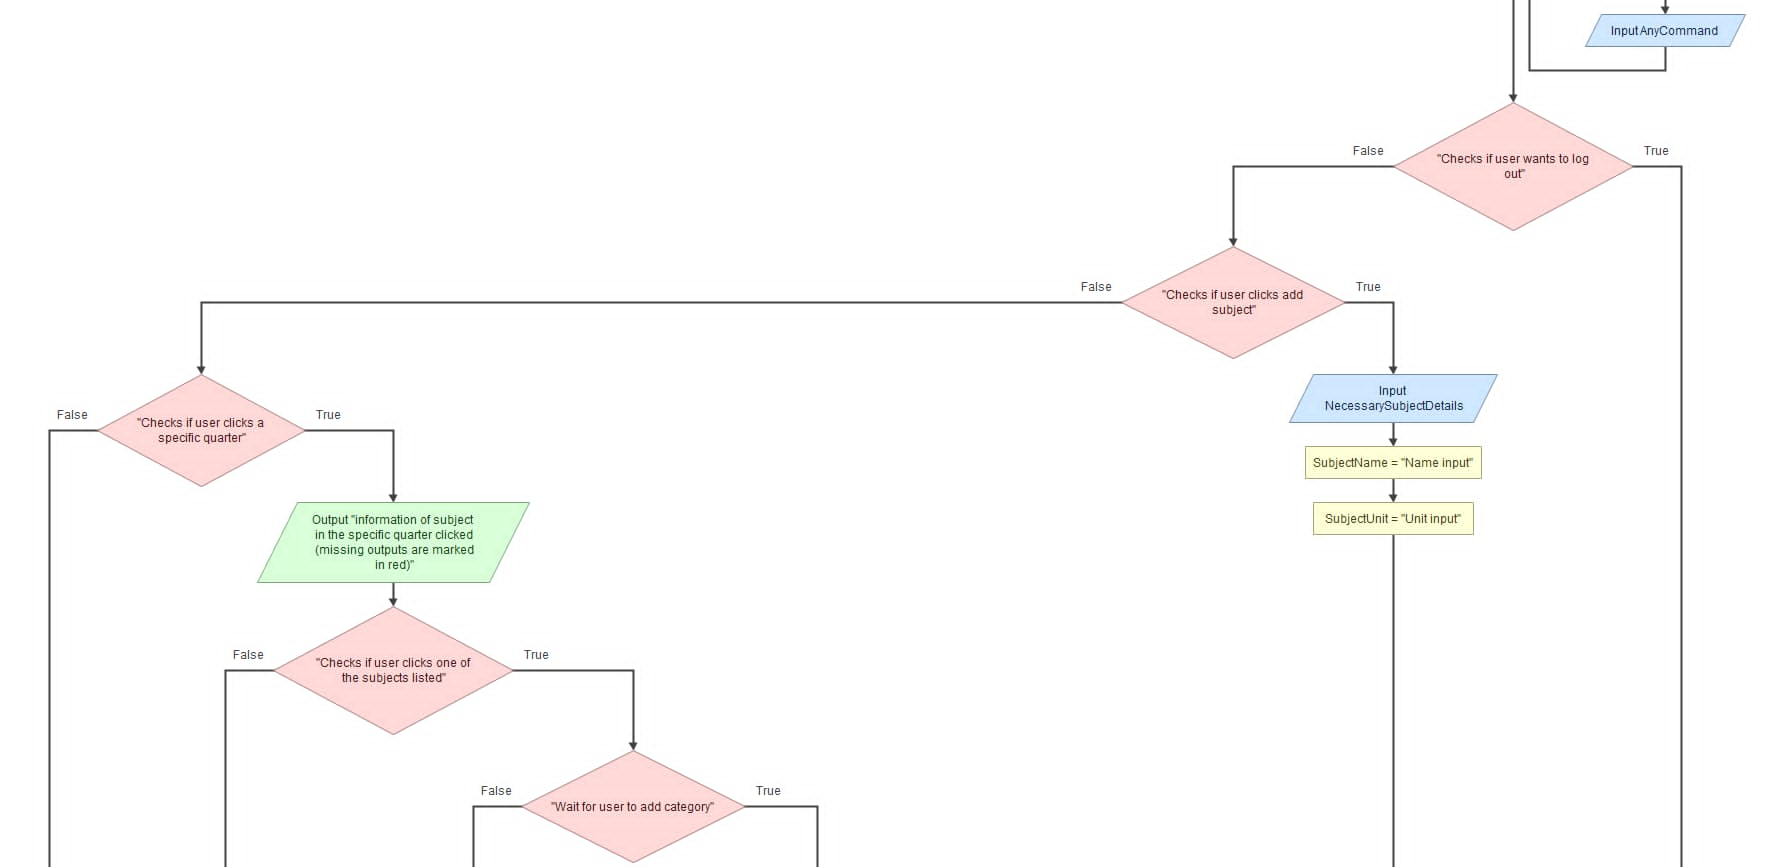 Input AnyCommand
False
True
"Checks if user wants to log
out"
False
True
"Checks if user clicks add
subject"
Input
NecessarySubjectDetails
False
True
"Checks if user clicks a
specific quarter"
SubjectName = "Name input"
SubjectUnit = "Unit input"
Output "information of subject
in the specific quarter clicked
(missing outputs are marked
in red)"
False
True
"Checks if user clicks one of
the subjects listed"
False
True
"Wait for user to add category"